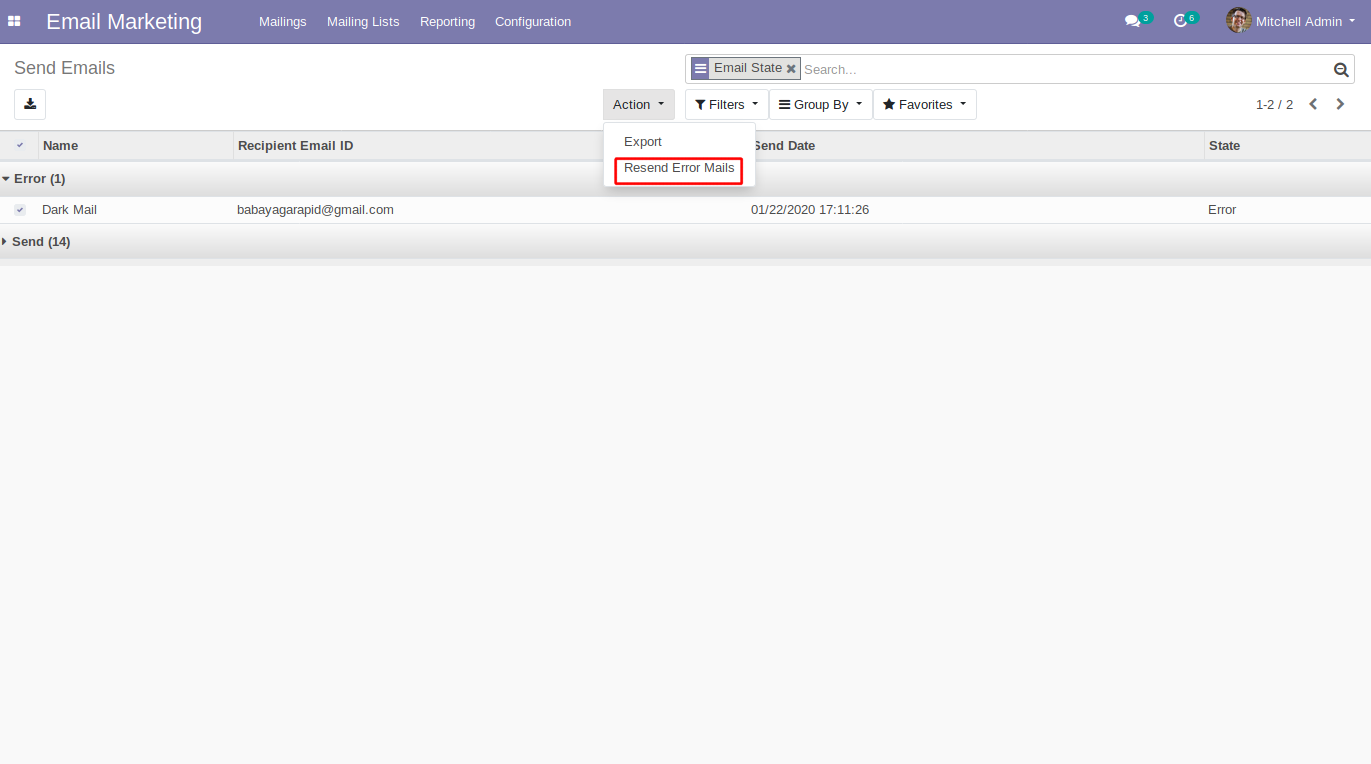 Email Marketing Mailings Mailing Lists Reporting Configuration 3 6 Mitchell Admin
Send Emails Email State Search...
Action Filters Group By Favorites 1-2 / 2
Export
Resend Error Mails
Name Recipient Email ID Send Date State
Error (1)
Dark Mail babayagarapid@gmail.com 01/22/2020 17:11:26 Error
Send (14)